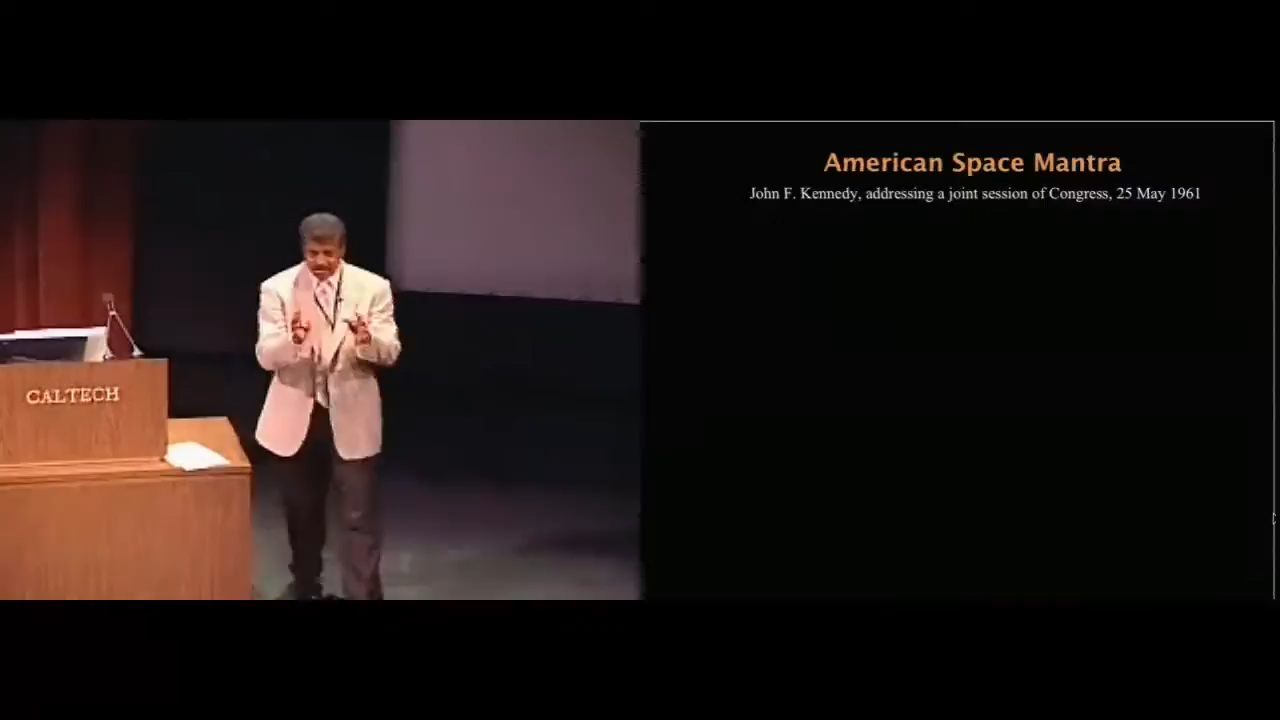 CALTECH
American Space Mantra
John F. Kennedy, addressing a joint session of Congress, 25 May 1961